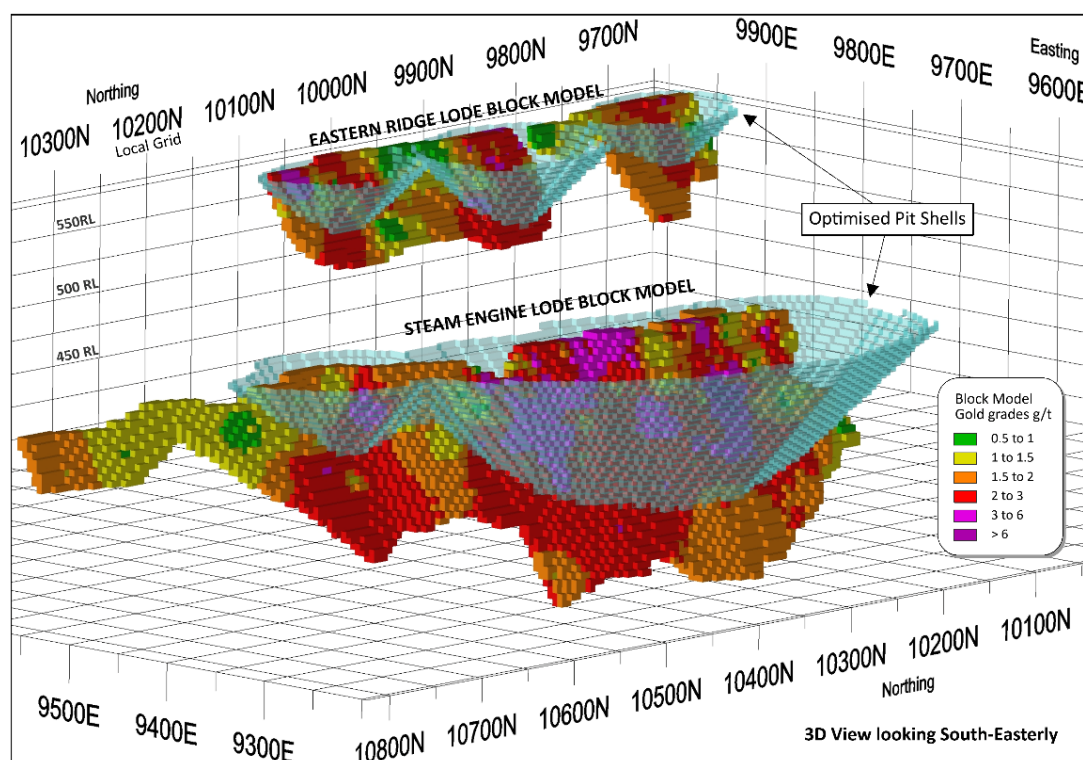 Northing
Local Grid
10300N
10200N
10100N
10000N
9900N
9800N
9700N
9900E
9800E
9700E
9600E
Easting
EASTERN RIDGE LODE BLOCK MODEL
550RL
500 RL
450 RL
Optimised Pit Shells
STEAM ENGINE LODE BLOCK MODEL
Block Model
Gold grades g/t
0.5 to 1
1 to 1.5
1.5 to 2
2 to 3
3 to 6
> 6
9500E
9400E
9300E
10800N
10700N
10600N
10500N
10400N
10300N
10200N
10100N
Northing
3D View looking South-Easterly